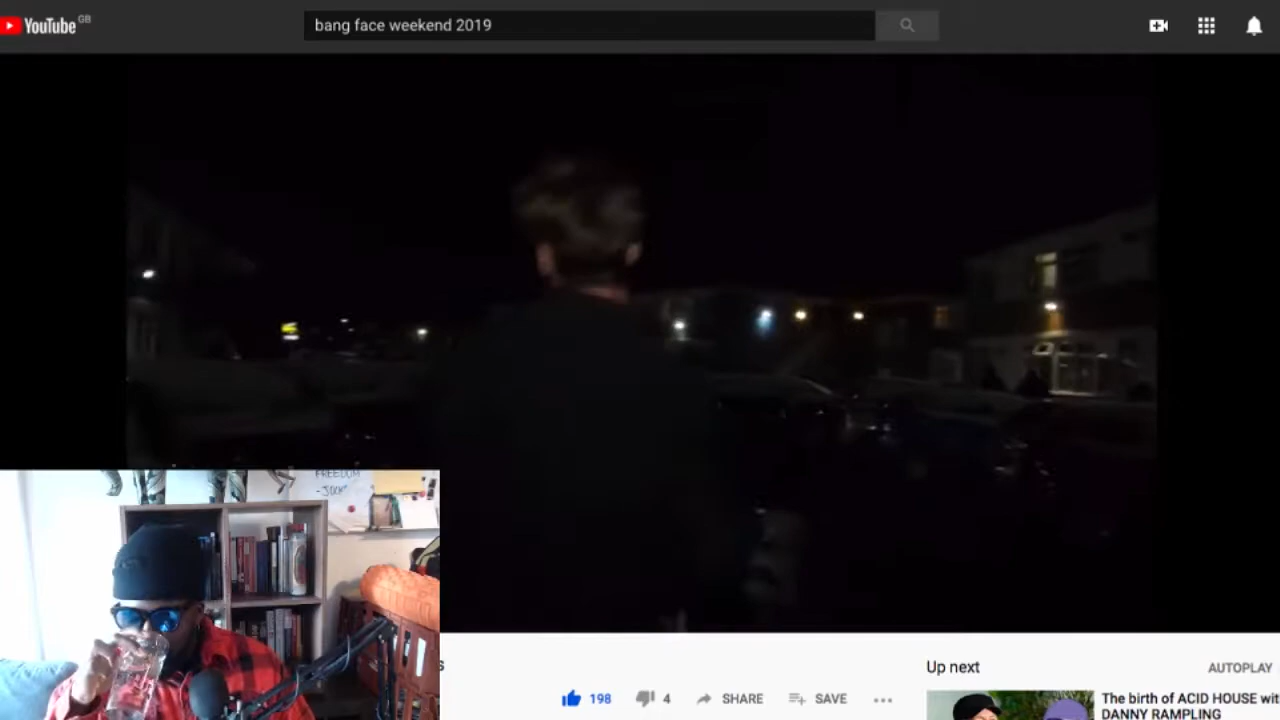 YouTube GB
bang face weekend 2019
FREEDOM
Up next
AUTOPLAY
198
4
SHARE
SAVE
The birth of ACID HOUSE wit
DANNY RAMPLING